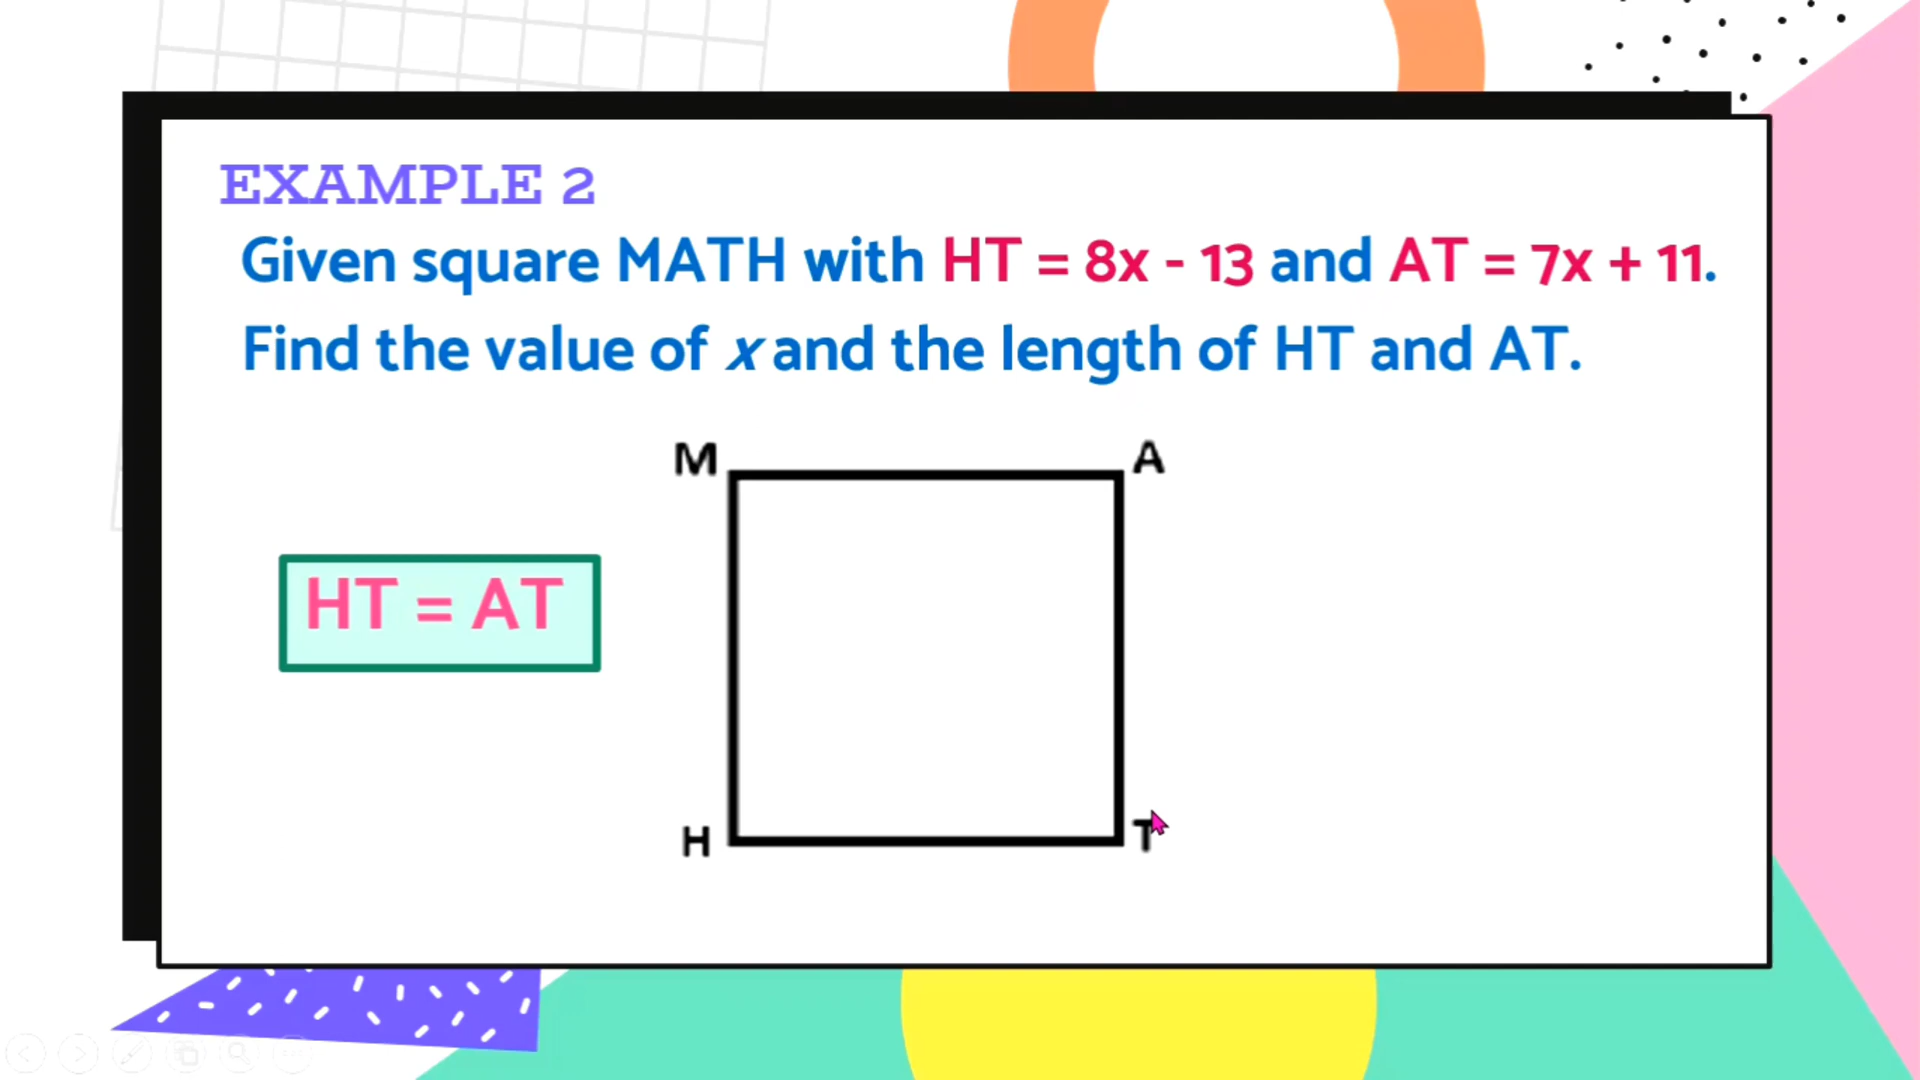 EXAMPLE 2
Given square MATH with HT = 8x - 13 and AT = 7x + 11.
Find the value of x and the length of HT and AT.
M
A
HT = AT
H
T